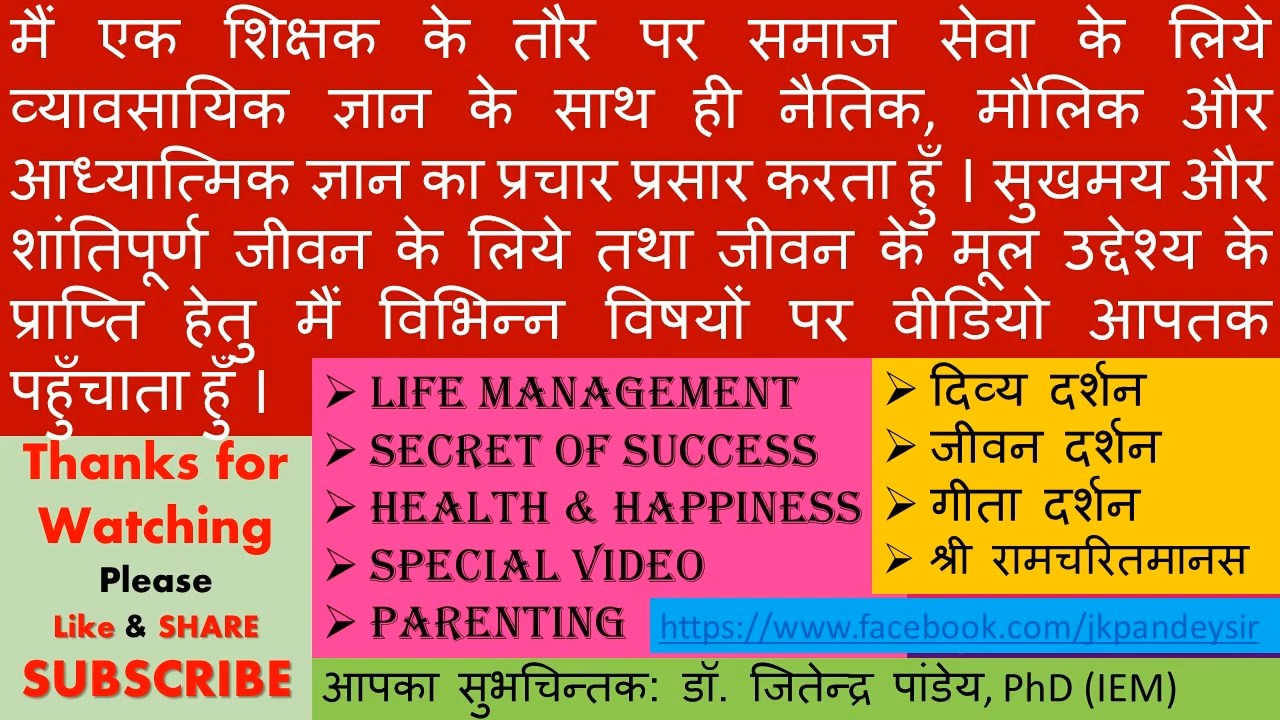 मैं एक शिक्षक के तौर पर समाज सेवा के लिये
व्यावसायिक ज्ञान के साथ ही नैतिक, मौलिक और
आध्यात्मिक ज्ञान का प्रचार प्रसार करता हुँ । सुखमय और
शांतिपूर्ण जीवन के लिये तथा जीवन के मूल उद्देश्य के
प्राप्ति हेतु मैं विभिन्न विषयों पर वीडियो आपतक
पहुँचाता हुँ ।
Thanks for
Watching
Please
Like & SHARE
SUBSCRIBE
➢ LIFE MANAGEMENT
➢ SECRET OF SUCCESS
➢ HEALTH & HAPPINESS
➢ SPECIAL VIDEO
➢ PARENTING
➢ दिव्य दर्शन
➢ जीवन दर्शन
➢ गीता दर्शन
➢ श्री रामचरितमानस
https://www.facebook.com/jkpandeysir
आपका सुभचिन्तक: डॉ. जितेन्द्र पांडेय, PhD (IEM)